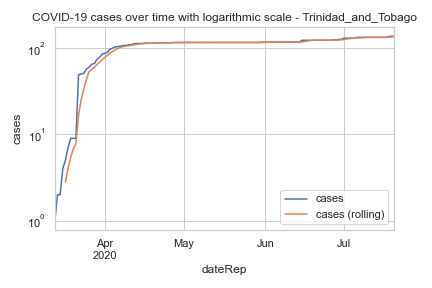 COVID-19 cases over time with logarithmic scale - Trinidad_and_Tobago
10²
10¹
10⁰
cases
Apr
2020
May
Jun
Jul
dateRep
cases
cases (rolling)